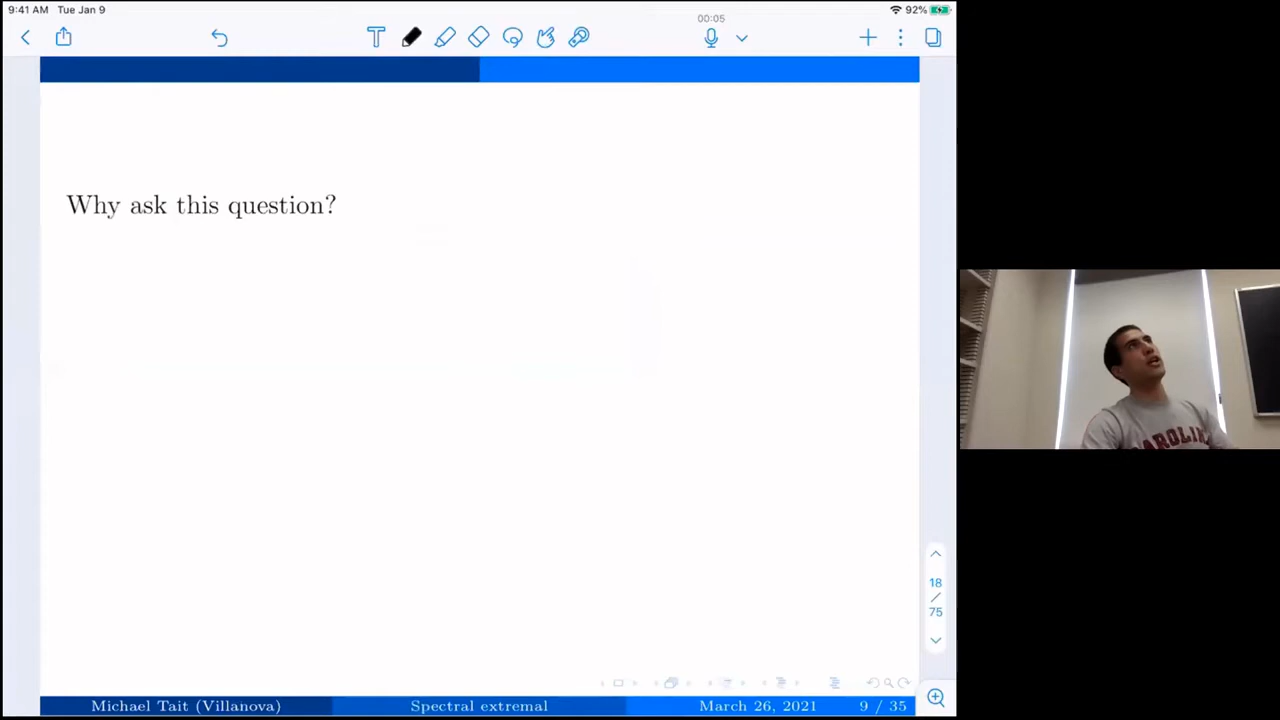 9:41 AM Tue Jan 9
92%
00:05
Why ask this question?
18
/
75
Michael Tait (Villanova) Spectral extremal March 26, 2021 9 / 35